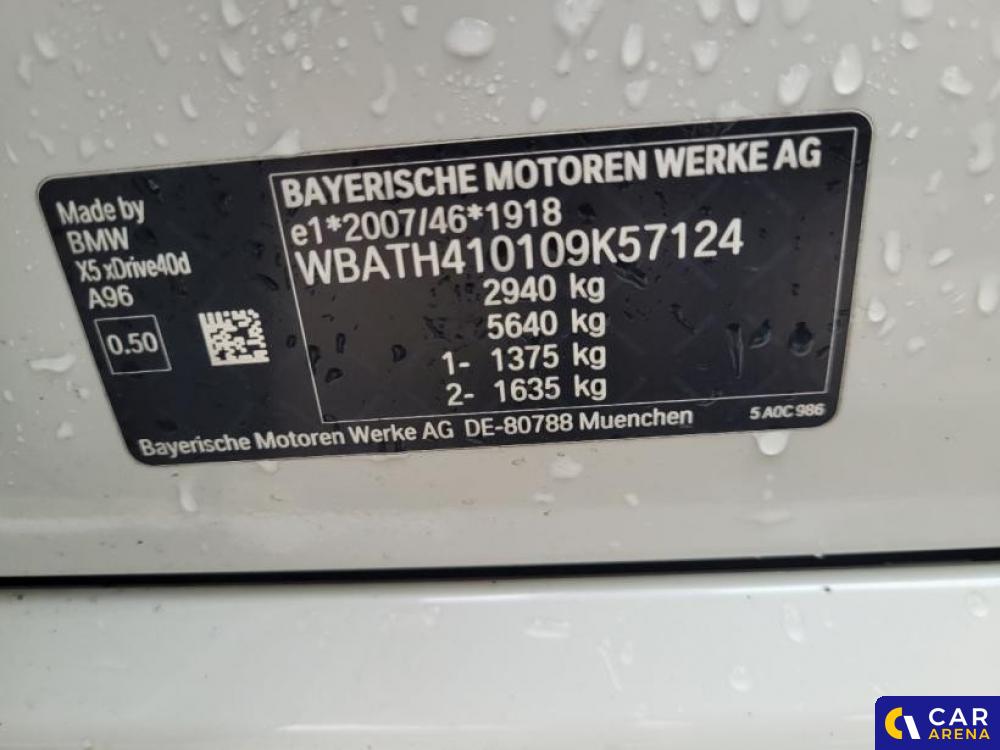 Made by
BMW
X5 xDrive40d
A96
0.50
BAYERISCHE MOTOREN WERKE AG
e1*2007/46*1918
WBATH410109K57124
2940 kg
5640 kg
1- 1375 kg
2- 1635 kg
Bayerische Motoren Werke AG DE-80788 Muenchen
5 A0C 986
CAR
ARENA